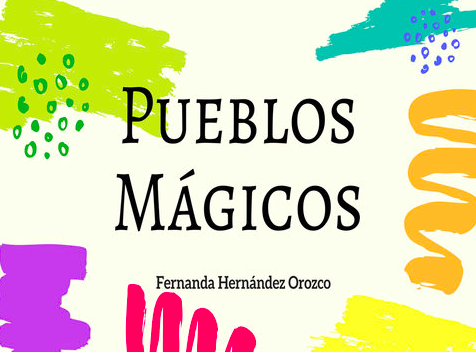 Pueblos
Mágicos
Fernanda Hernández Orozco